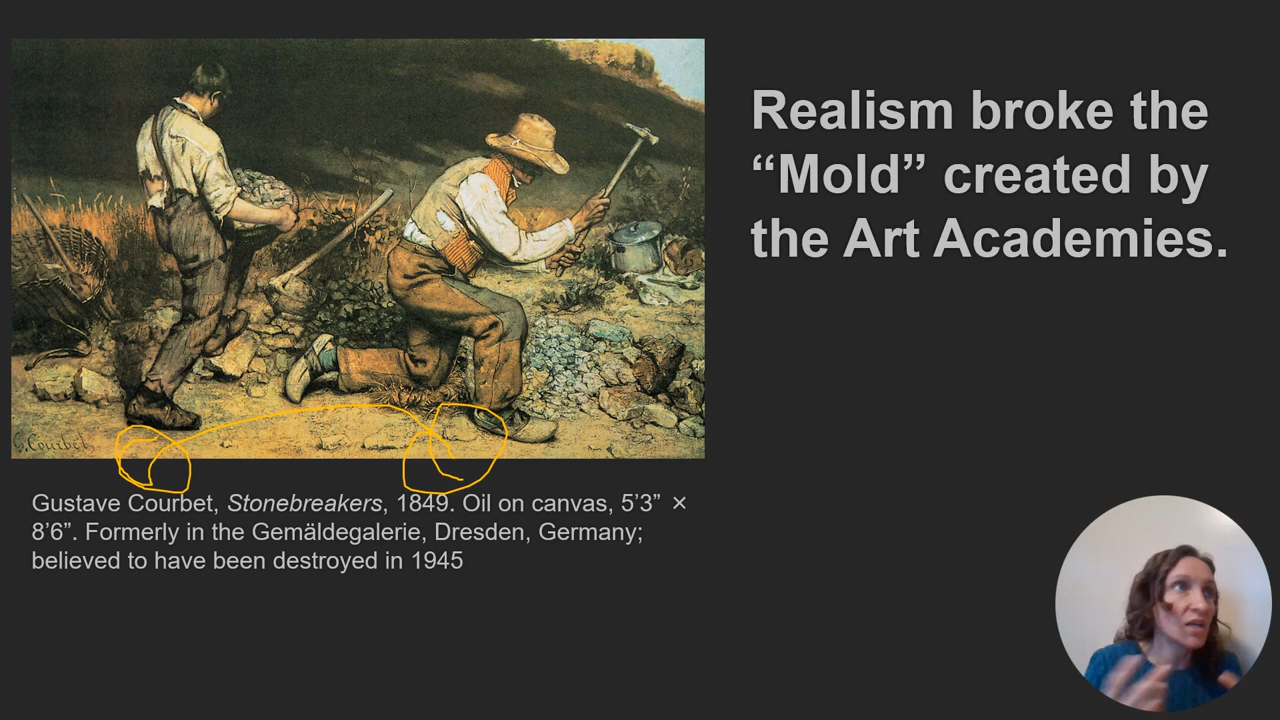 Realism broke the
“Mold” created by
the Art Academies.
G. Courbet
Gustave Courbet, Stonebreakers, 1849. Oil on canvas, 5’3” ×
8’6”. Formerly in the Gemäldegalerie, Dresden, Germany;
believed to have been destroyed in 1945